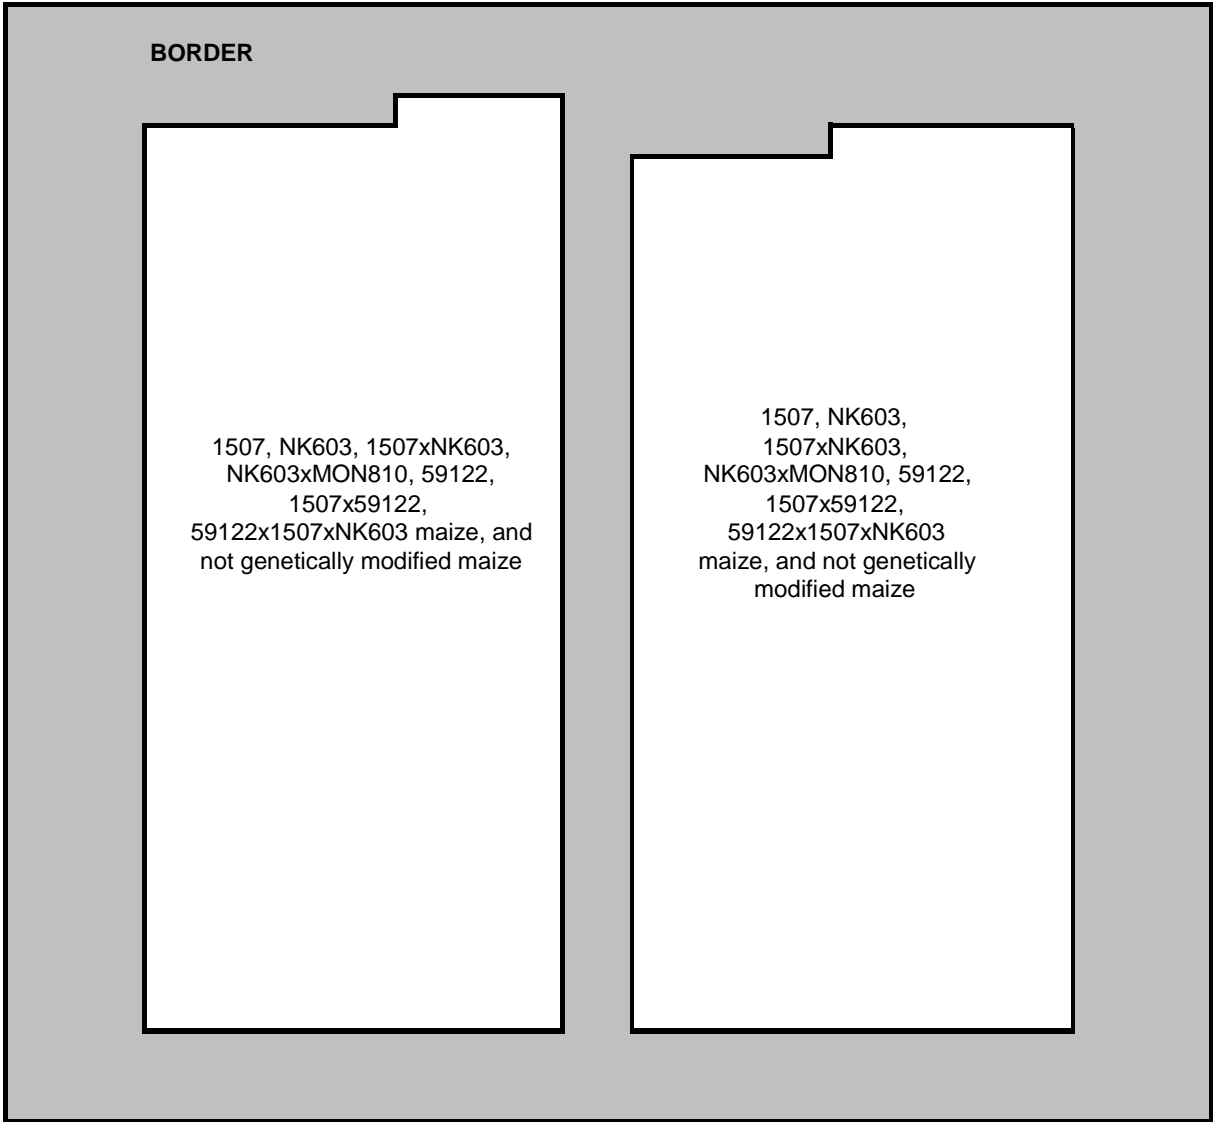 BORDER
1507, NK603, 1507xNK603,
NK603xMON810, 59122,
1507x59122,
59122x1507xNK603 maize, and
not genetically modified maize
1507, NK603,
1507xNK603,
NK603xMON810, 59122,
1507x59122,
59122x1507xNK603
maize, and not genetically
modified maize